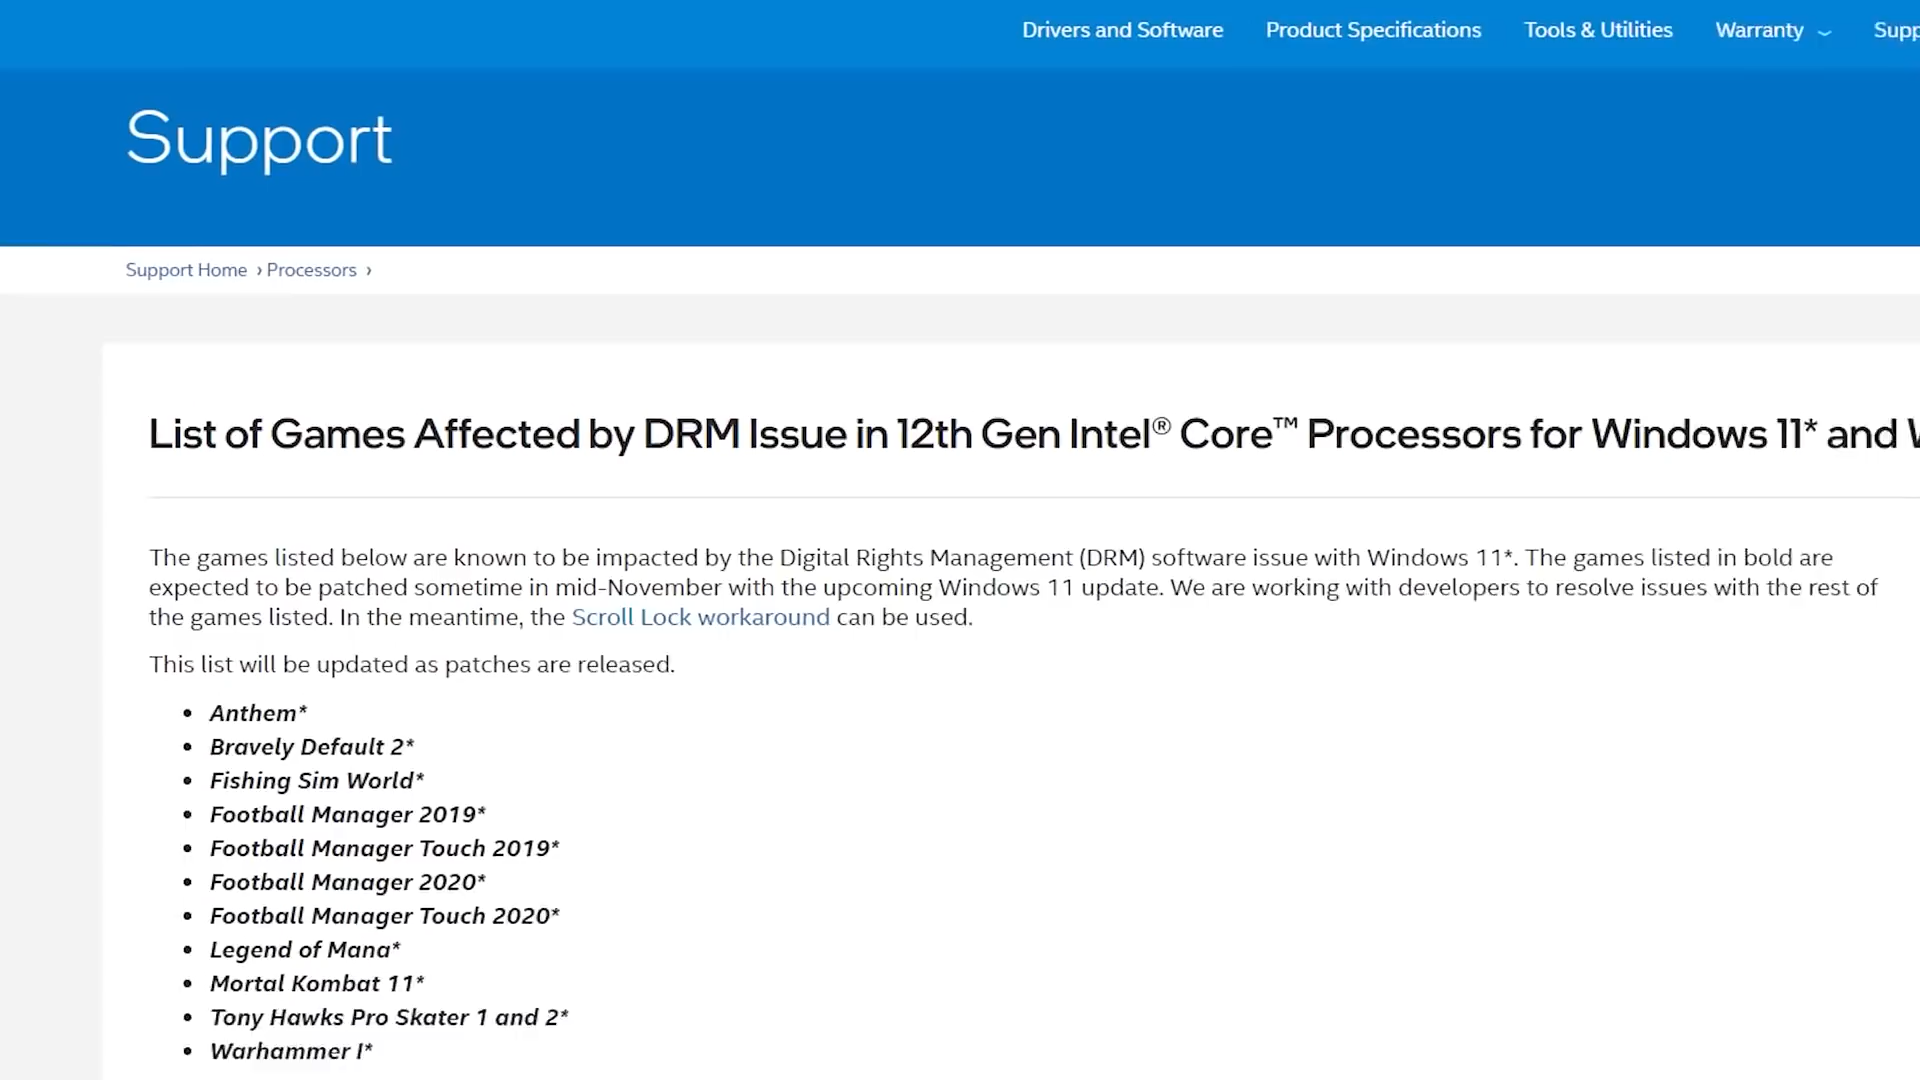 Drivers and Software Product Specifications Tools & Utilities Warranty
Support
Support Home › Processors ›
List of Games Affected by DRM Issue in 12th Gen Intel® Core™ Processors for Windows 11* and
The games listed below are known to be impacted by the Digital Rights Management (DRM) software issue with Windows 11*. The games listed in bold are
expected to be patched sometime in mid-November with the upcoming Windows 11 update. We are working with developers to resolve issues with the rest of
the games listed. In the meantime, the Scroll Lock workaround can be used.
This list will be updated as patches are released.
• Anthem*
• Bravely Default 2*
• Fishing Sim World*
• Football Manager 2019*
• Football Manager Touch 2019*
• Football Manager 2020*
• Football Manager Touch 2020*
• Legend of Mana*
• Mortal Kombat 11*
• Tony Hawks Pro Skater 1 and 2*
• Warhammer I*